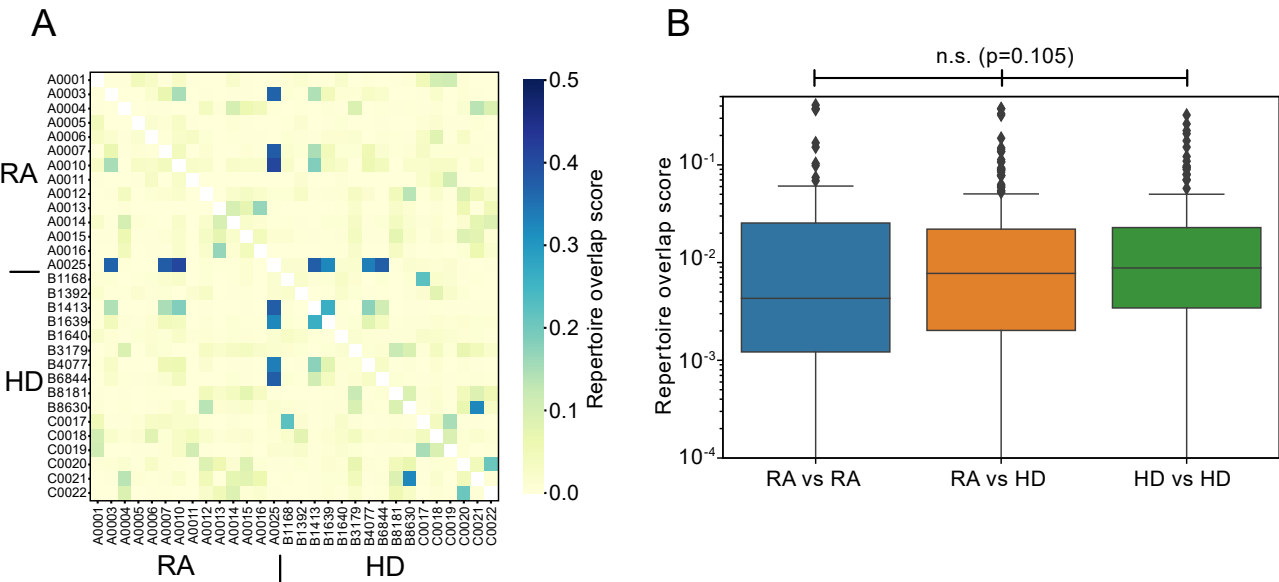 A
A0001
A0003
A0004
A0005
A0006
A0007
A0010
A0011
A0012
A0013
A0014
A0015
A0016
A0025
B1168
B1392
B1413
B1639
B1640
B3179
B4077
B6844
B8181
B8630
C0017
C0018
C0019
C0020
C0021
C0022
RA
|
HD
A0001
A0003
A0004
A0005
A0006
A0007
A0010
A0011
A0012
A0013
A0014
A0015
A0016
A0025
B1168
B1392
B1413
B1639
B1640
B3179
B4077
B6844
B8181
B8630
C0017
C0018
C0019
C0020
C0021
C0022
RA | HD
0.5
0.4
0.3
0.2
0.1
0.0
Repertoire overlap score
B
n.s. (p=0.105)
Repertoire overlap score
10⁻¹
10⁻²
10⁻³
10⁻⁴
RA vs RA RA vs HD HD vs HD